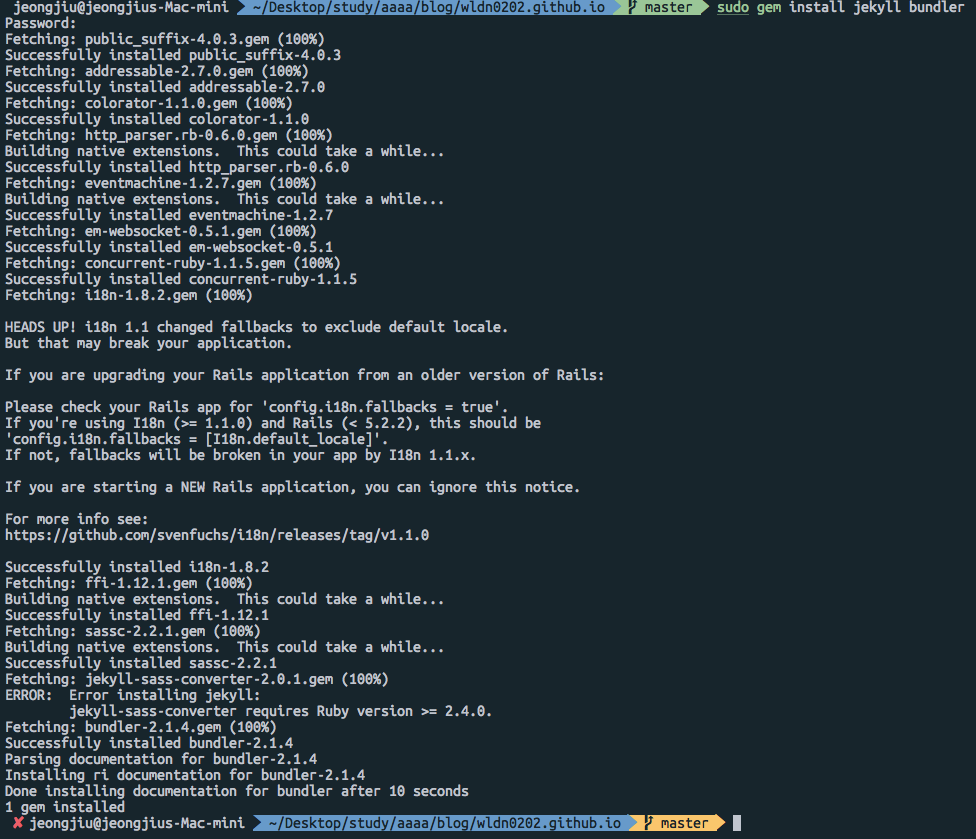 jeongjiu@jeongjius-Mac-mini ~/Desktop/study/aaaa/blog/wldn0202.github.io master sudo gem install jekyll bundler
Password:
Fetching: public_suffix-4.0.3.gem (100%)
Successfully installed public_suffix-4.0.3
Fetching: addressable-2.7.0.gem (100%)
Successfully installed addressable-2.7.0
Fetching: colorator-1.1.0.gem (100%)
Successfully installed colorator-1.1.0
Fetching: http_parser.rb-0.6.0.gem (100%)
Building native extensions.  This could take a while...
Successfully installed http_parser.rb-0.6.0
Fetching: eventmachine-1.2.7.gem (100%)
Building native extensions.  This could take a while...
Successfully installed eventmachine-1.2.7
Fetching: em-websocket-0.5.1.gem (100%)
Successfully installed em-websocket-0.5.1
Fetching: concurrent-ruby-1.1.5.gem (100%)
Successfully installed concurrent-ruby-1.1.5
Fetching: i18n-1.8.2.gem (100%)
HEADS UP! i18n 1.1 changed fallbacks to exclude default locale.
But that may break your application.
If you are upgrading your Rails application from an older version of Rails:
Please check your Rails app for 'config.i18n.fallbacks = true'.
If you're using I18n (>= 1.1.0) and Rails (< 5.2.2), this should be
'config.i18n.fallbacks = [I18n.default_locale]'.
If not, fallbacks will be broken in your app by I18n 1.1.x.
If you are starting a NEW Rails application, you can ignore this notice.
For more info see:
https://github.com/svenfuchs/i18n/releases/tag/v1.1.0
Successfully installed i18n-1.8.2
Fetching: ffi-1.12.1.gem (100%)
Building native extensions.  This could take a while...
Successfully installed ffi-1.12.1
Fetching: sassc-2.2.1.gem (100%)
Building native extensions.  This could take a while...
Successfully installed sassc-2.2.1
Fetching: jekyll-sass-converter-2.0.1.gem (100%)
ERROR:  Error installing jekyll:
jekyll-sass-converter requires Ruby version >= 2.4.0.
Fetching: bundler-2.1.4.gem (100%)
Successfully installed bundler-2.1.4
Parsing documentation for bundler-2.1.4
Installing ri documentation for bundler-2.1.4
Done installing documentation for bundler after 10 seconds
1 gem installed
✘ jeongjiu@jeongjius-Mac-mini ~/Desktop/study/aaaa/blog/wldn0202.github.io master